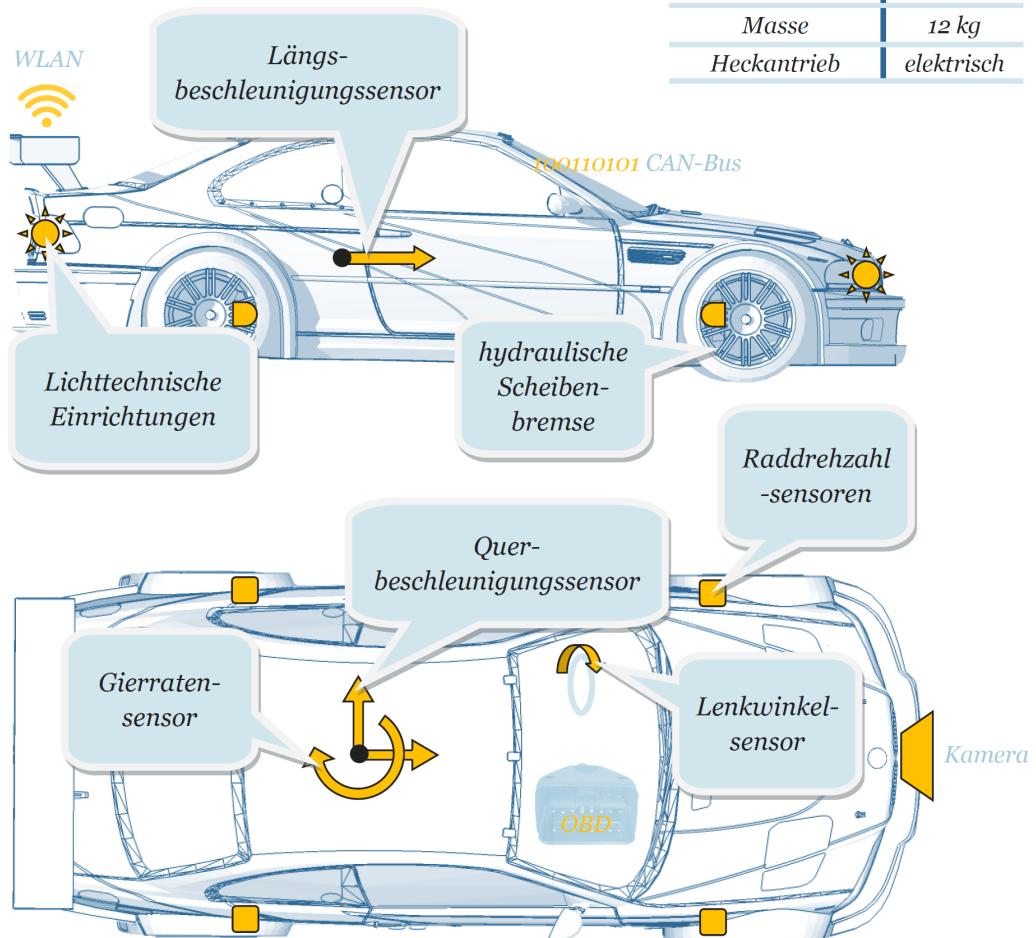 Masse 12 kg
Heckantrieb elektrisch
WLAN
Längs-
beschleunigungssensor
100110101 CAN-Bus
Lichttechnische
Einrichtungen
hydraulische
Scheiben-
bremse
Raddrehzahl
-sensoren
Quer-
beschleunigungssensor
Gierraten-
sensor
Lenkwinkel-
sensor
Kamera
OBD